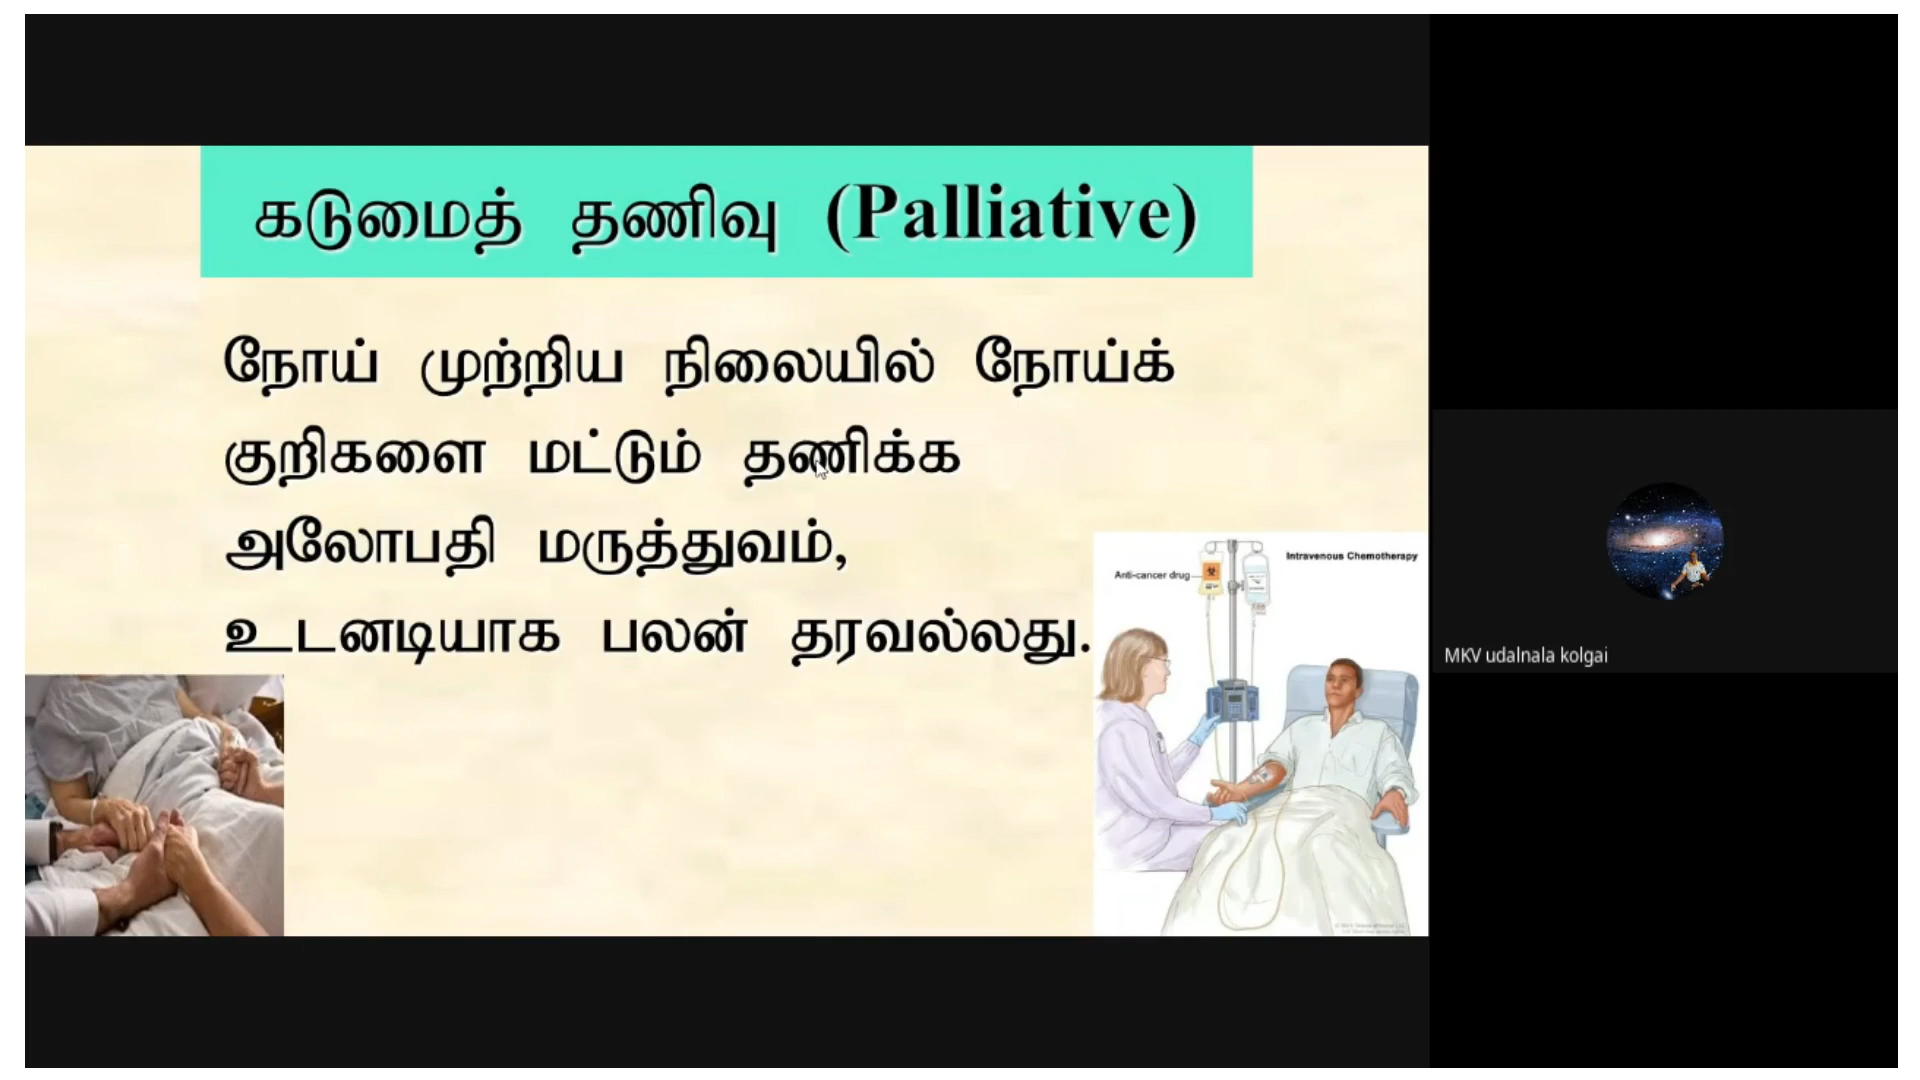 கடுமைத் தணிவு (Palliative)
நோய் முற்றிய நிலையில் நோய்க்
குறிகளை மட்டும் தணிக்க
அலோபதி மருத்துவம்,
உடனடியாக பலன் தரவல்லது.
Intravenous Chemotherapy
Anti-cancer drug
MKV udalnala kolgai